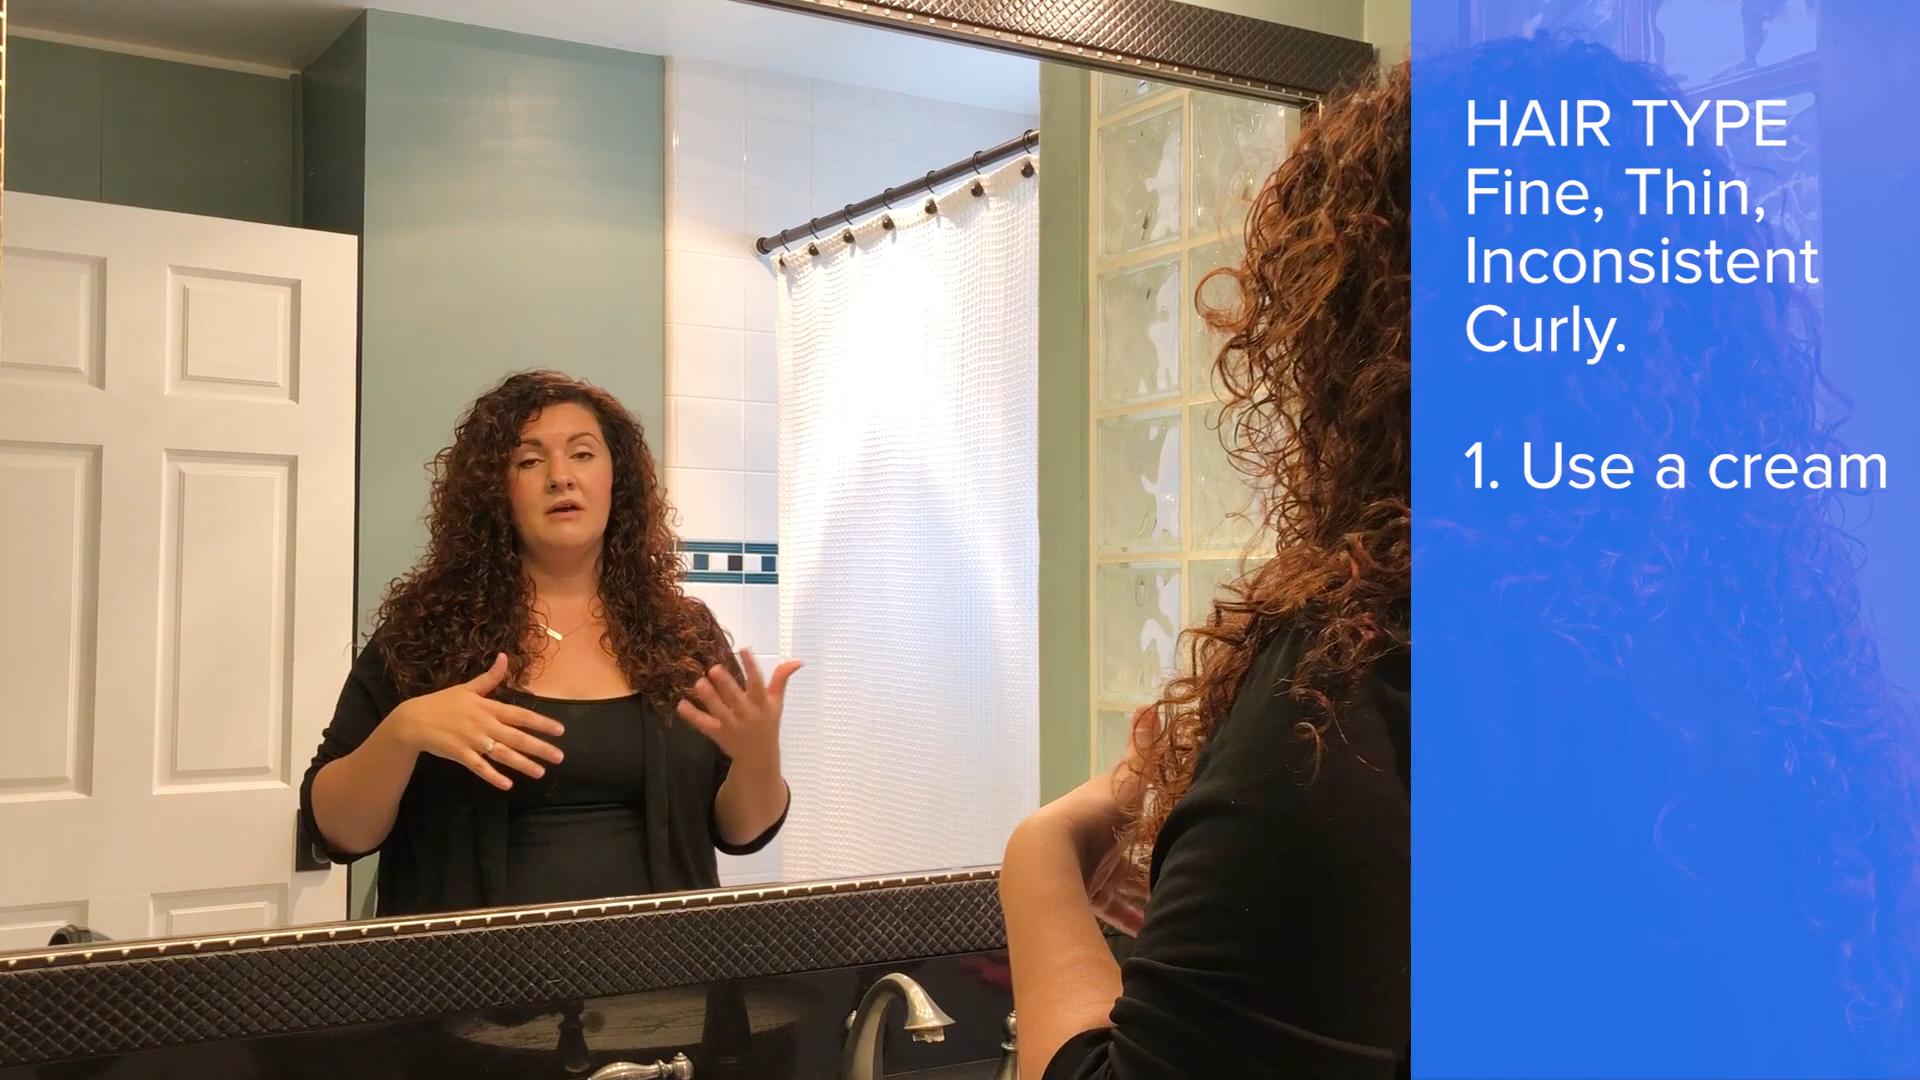 HAIR TYPE
Fine, Thin,
Inconsistent
Curly.
1. Use a cream